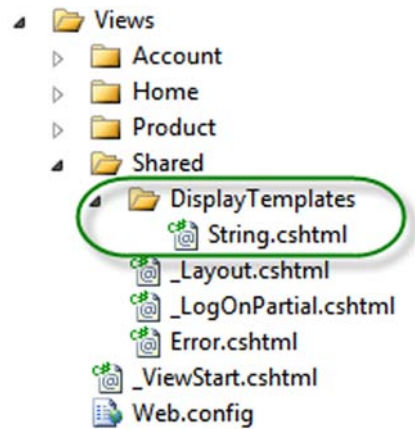 Views
Account
Home
Product
Shared
DisplayTemplates
String.cshtml
_Layout.cshtml
_LogOnPartial.cshtml
Error.cshtml
_ViewStart.cshtml
Web.config